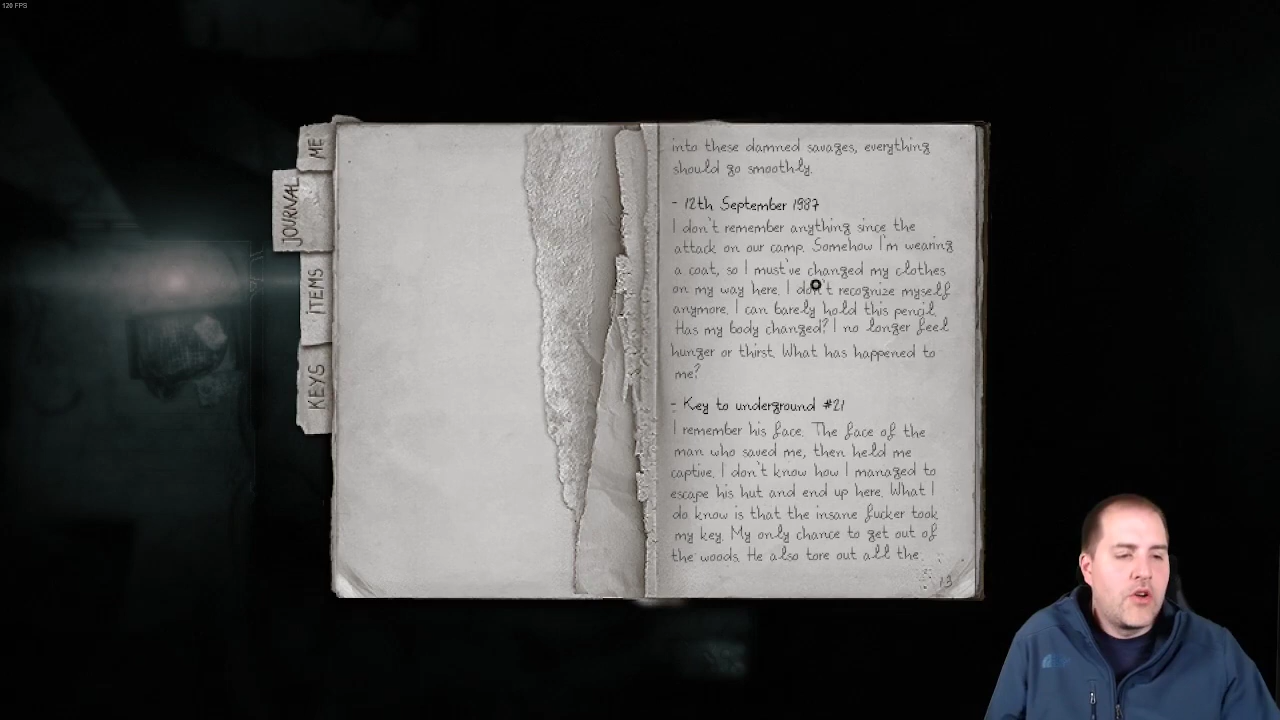 120 FPS
ME
JOURNAL
ITEMS
KEYS
into these damned savages, everything
should go smoothly.
- 12th September 1987
I don't remember anything since the
attack on our camp. Somehow I'm wearing
a coat, so I must've changed my clothes
on my way here. I don't recognize myself
anymore. I can barely hold this pencil.
Has my body changed? I no longer feel
hunger or thirst. What has happened to
me?
- Key to underground #21
I remember his face. The face of the
man who saved me, then held me
captive. I don't know how I managed to
escape his hut and end up here. What I
do know is that the insane fucker took
my key. My only chance to get out of
the woods. He also tore out all the
13